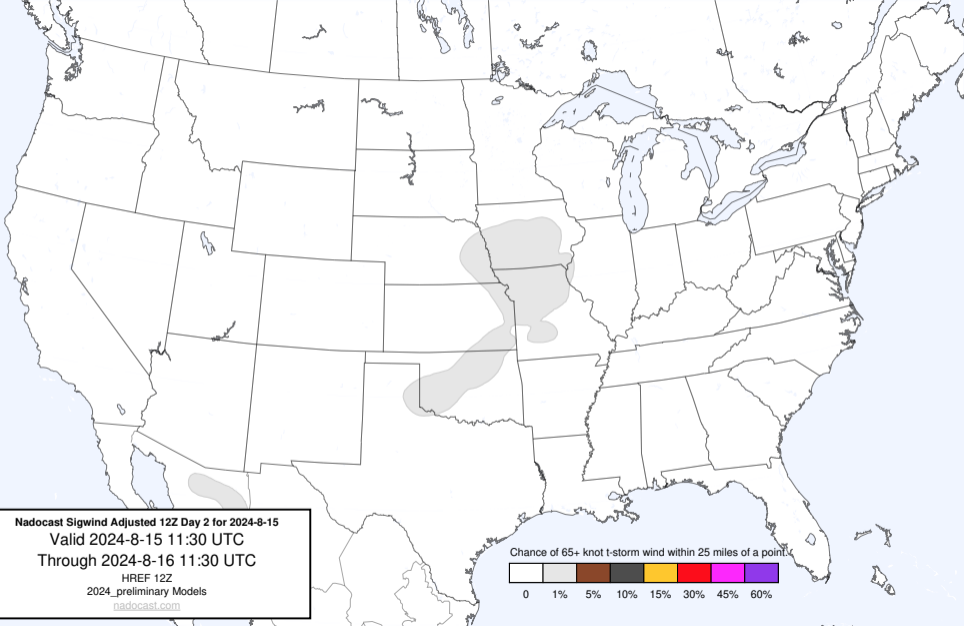 Nadocast Sigwind Adjusted 12Z Day 2 for 2024-8-15
Valid 2024-8-15 11:30 UTC
Through 2024-8-16 11:30 UTC
HREF 12Z
2024_preliminary Models
nadocast.com
Chance of 65+ knot t-storm wind within 25 miles of a point.
0 1% 5% 10% 15% 30% 45% 60%